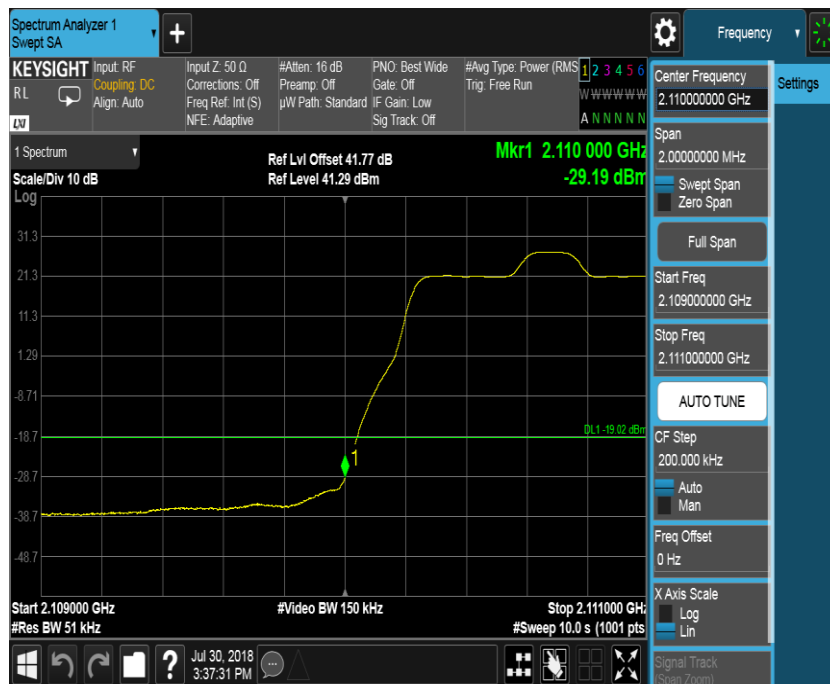 Spectrum Analyzer 1
Swept SA
Frequency
KEYSIGHT
RL
LXI
Input: RF
Coupling: DC
Align: Auto
Input Z: 50 Ω
Corrections: Off
Freq Ref: Int (S)
NFE: Adaptive
#Atten: 16 dB
Preamp: Off
µW Path: Standard
PNO: Best Wide
Gate: Off
IF Gain: Low
Sig Track: Off
#Avg Type: Power (RMS
Trig: Free Run
1 2 3 4 5 6
W W W W W W
A N N N N N
1 Spectrum
Scale/Div 10 dB
Ref Lvl Offset 41.77 dB
Ref Level 41.29 dBm
Mkr1 2.110 000 GHz
-29.19 dBm
Log
31.3
21.3
11.3
1.29
-8.71
-18.7
-28.7
-38.7
-48.7
DL1 -19.02 dBm
1
Start 2.109000 GHz
#Res BW 51 kHz
#Video BW 150 kHz
Stop 2.111000 GHz
#Sweep 10.0 s (1001 pts
Center Frequency
2.110000000 GHz
Span
2.00000000 MHz
Swept Span
Zero Span
Full Span
Start Freq
2.109000000 GHz
Stop Freq
2.111000000 GHz
AUTO TUNE
CF Step
200.000 kHz
Auto
Man
Freq Offset
0 Hz
X Axis Scale
Log
Lin
Signal Track
(Span Zoom)
Settings
?
Jul 30, 2018
3:37:31 PM